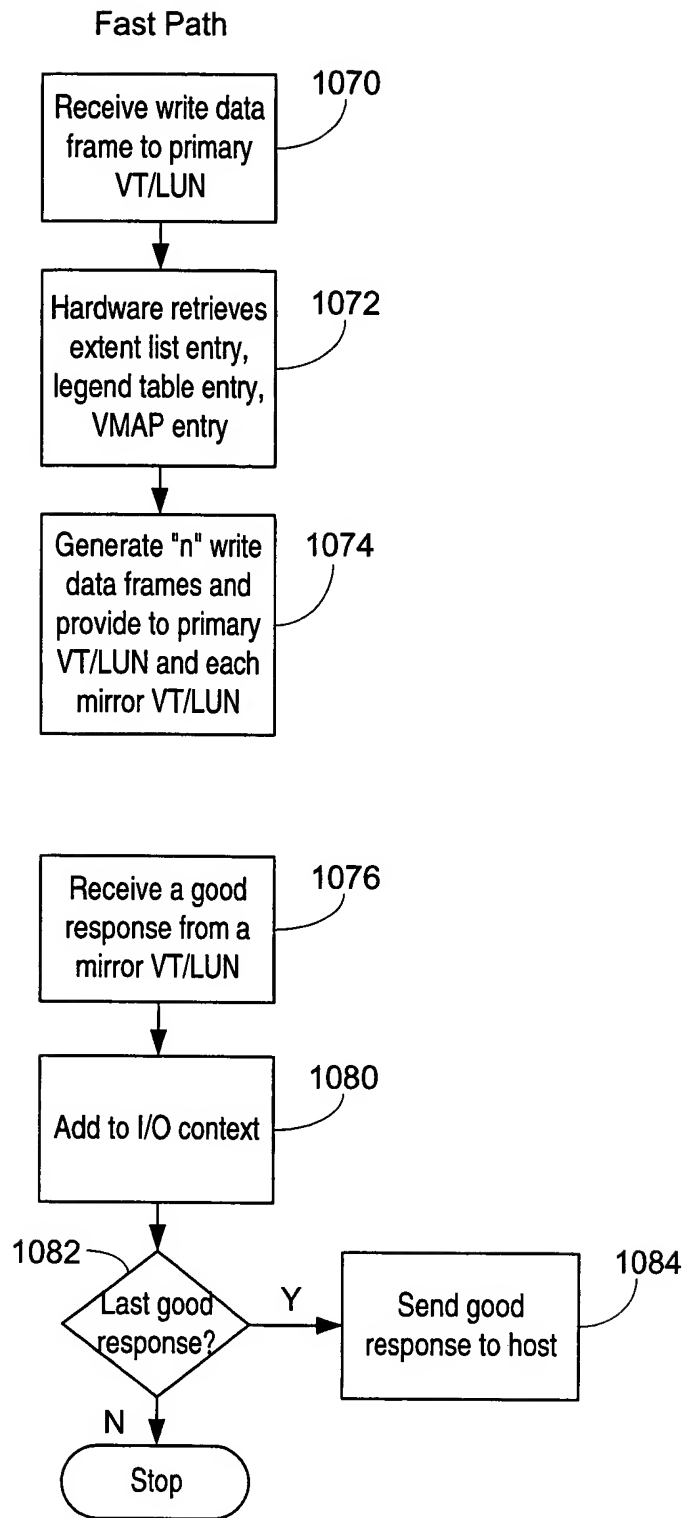 Fast Path
1070
Receive write data
frame to primary
VT/LUN
1072
Hardware retrieves
extent list entry,
legend table entry,
VMAP entry
1074
Generate "n" write
data frames and
provide to primary
VT/LUN and each
mirror VT/LUN
1076
Receive a good
response from a
mirror VT/LUN
1080
Add to I/O context
1082
Last good
response?
Y
1084
Send good
response to host
N
Stop